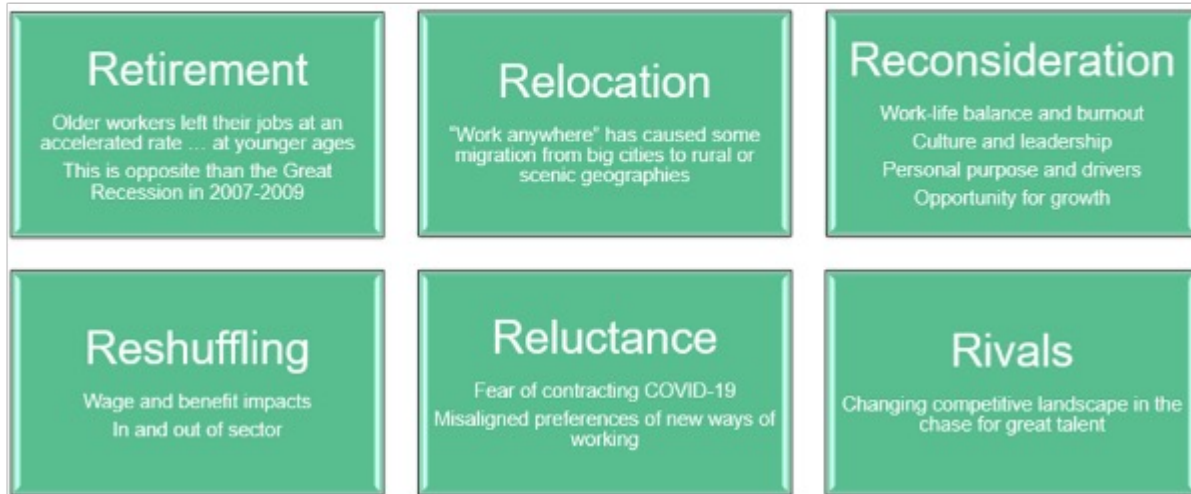 Retirement
Older workers left their jobs at an
accelerated rate ... at younger ages
This is opposite than the Great
Recession in 2007-2009
Relocation
"Work anywhere" has caused some
migration from big cities to rural or
scenic geographies
Reconsideration
Work-life balance and burnout
Culture and leadership
Personal purpose and drivers
Opportunity for growth
Reshuffling
Wage and benefit impacts
In and out of sector
Reluctance
Fear of contracting COVID-19
Misaligned preferences of new ways of
working
Rivals
Changing competitive landscape in the
chase for great talent